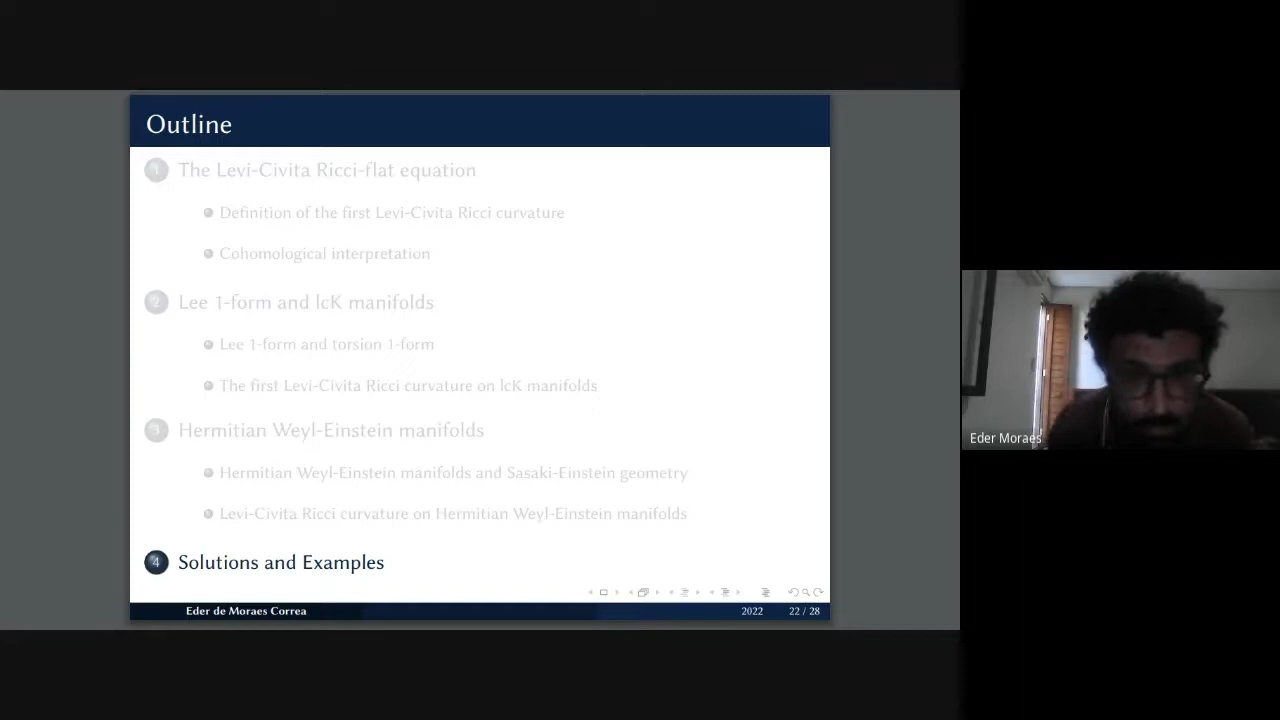 Outline
1 The Levi-Civita Ricci-flat equation
Definition of the first Levi-Civita Ricci curvature
Cohomological interpretation
2 Lee 1-form and lcK manifolds
Lee 1-form and torsion 1-form
The first Levi-Civita Ricci curvature on lcK manifolds
3 Hermitian Weyl-Einstein manifolds
Hermitian Weyl-Einstein manifolds and Sasaki-Einstein geometry
Levi-Civita Ricci curvature on Hermitian Weyl-Einstein manifolds
4 Solutions and Examples
Eder de Moraes Correa 2022 22 / 28
Eder Moraes